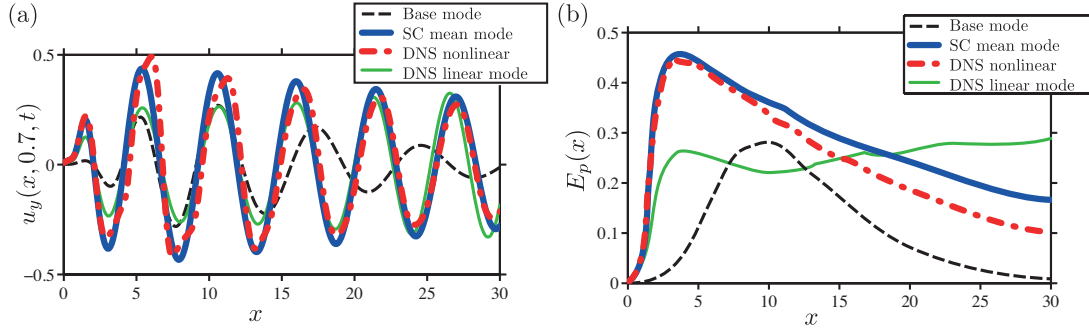 (a)
Base mode
SC mean mode
DNS nonlinear
DNS linear mode
0.5
0
−0.5
u_y(x, 0.7, t)
0 5 10 15 20 25 30
x
(b)
Base mode
SC mean mode
DNS nonlinear
DNS linear mode
0.5
0.4
0.3
0.2
0.1
0
E_p(x)
0 5 10 15 20 25 30
x